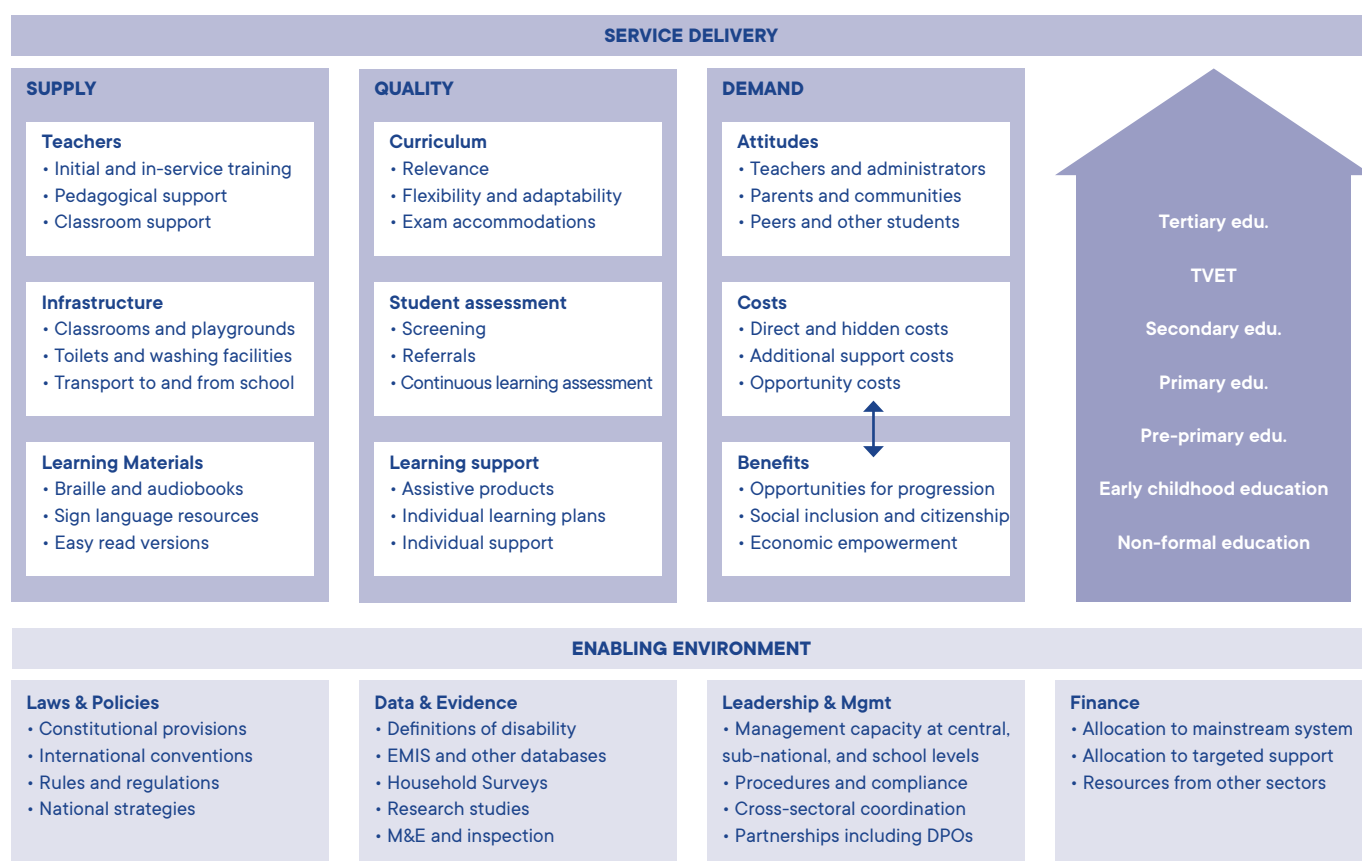 SERVICE DELIVERY
SUPPLY
Teachers
• Initial and in-service training
• Pedagogical support
• Classroom support
Infrastructure
• Classrooms and playgrounds
• Toilets and washing facilities
• Transport to and from school
Learning Materials
• Braille and audiobooks
• Sign language resources
• Easy read versions
QUALITY
Curriculum
• Relevance
• Flexibility and adaptability
• Exam accommodations
Student assessment
• Screening
• Referrals
• Continuous learning assessment
Learning support
• Assistive products
• Individual learning plans
• Individual support
DEMAND
Attitudes
• Teachers and administrators
• Parents and communities
• Peers and other students
Costs
• Direct and hidden costs
• Additional support costs
• Opportunity costs
Benefits
• Opportunities for progression
• Social inclusion and citizenship
• Economic empowerment
Tertiary edu.
TVET
Secondary edu.
Primary edu.
Pre-primary edu.
Early childhood education
Non-formal education
ENABLING ENVIRONMENT
Laws & Policies
• Constitutional provisions
• International conventions
• Rules and regulations
• National strategies
Data & Evidence
• Definitions of disability
• EMIS and other databases
• Household Surveys
• Research studies
• M&E and inspection
Leadership & Mgmt
• Management capacity at central,
sub-national, and school levels
• Procedures and compliance
• Cross-sectoral coordination
• Partnerships including DPOs
Finance
• Allocation to mainstream system
• Allocation to targeted support
• Resources from other sectors